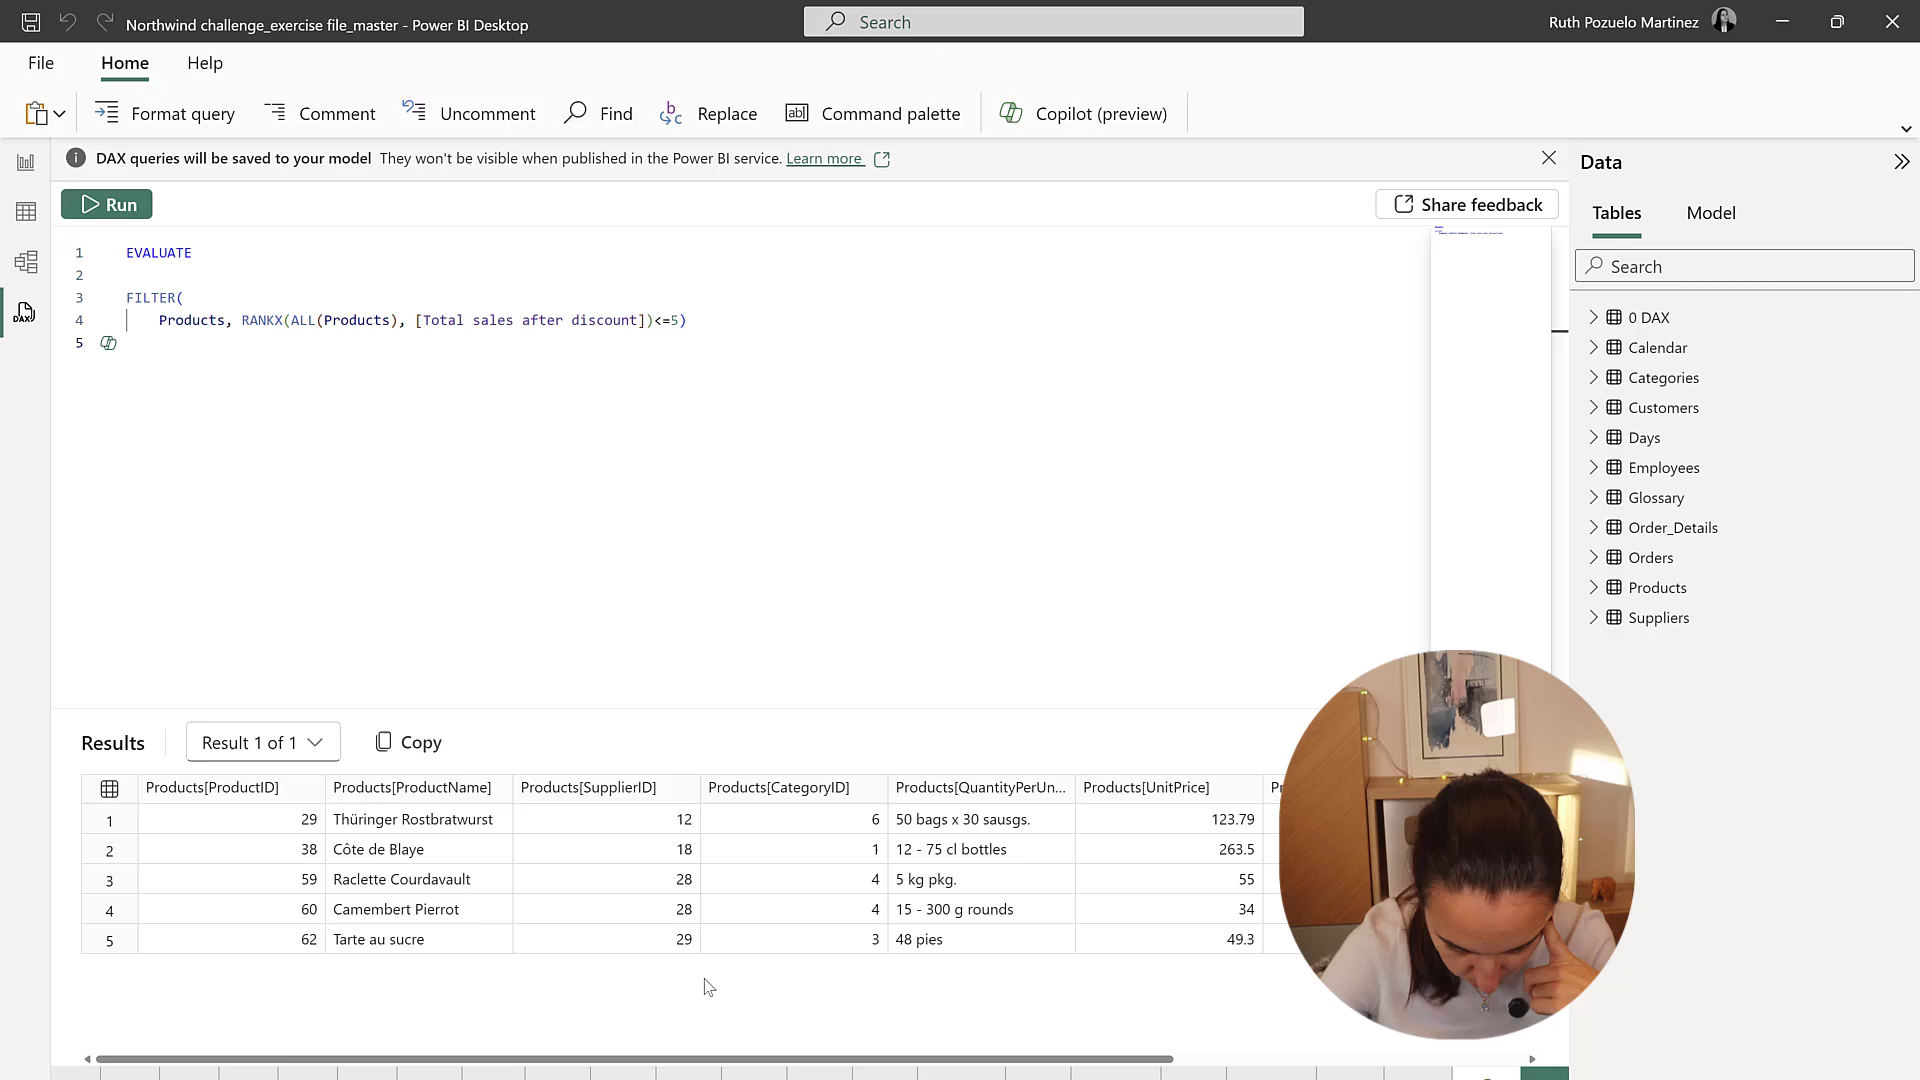 Northwind challenge_exercise file_master - Power BI Desktop
Search
Ruth Pozuelo Martinez
File
Home
Help
Format query
Comment
Uncomment
Find
Replace
Command palette
Copilot (preview)
DAX queries will be saved to your model They won't be visible when published in the Power BI service. Learn more
Data
Run
Share feedback
Tables
Model
Search
1 EVALUATE
2
3 FILTER(
4 Products, RANKX(ALL(Products), [Total sales after discount])<=5)
5
DAX
0 DAX
Calendar
Categories
Customers
Days
Employees
Glossary
Order_Details
Orders
Products
Suppliers
Results
Result 1 of 1
Copy
Products[ProductID] Products[ProductName] Products[SupplierID] Products[CategoryID] Products[QuantityPerUn... Products[UnitPrice]
1 29 Thüringer Rostbratwurst 12 6 50 bags x 30 sausgs. 123.79
2 38 Côte de Blaye 18 1 12 - 75 cl bottles 263.5
3 59 Raclette Courdavault 28 4 5 kg pkg. 55
4 60 Camembert Pierrot 28 4 15 - 300 g rounds 34
5 62 Tarte au sucre 29 3 48 pies 49.3